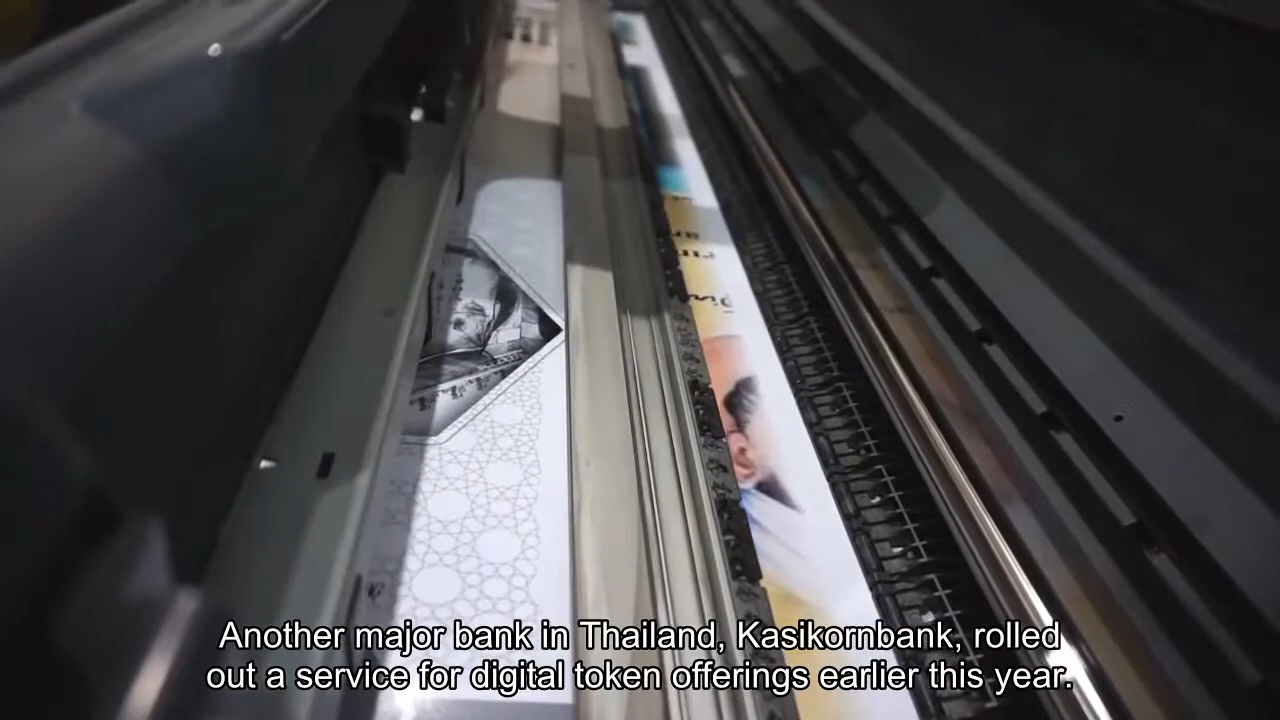 Another major bank in Thailand, Kasikornbank, rolled
out a service for digital token offerings earlier this year.